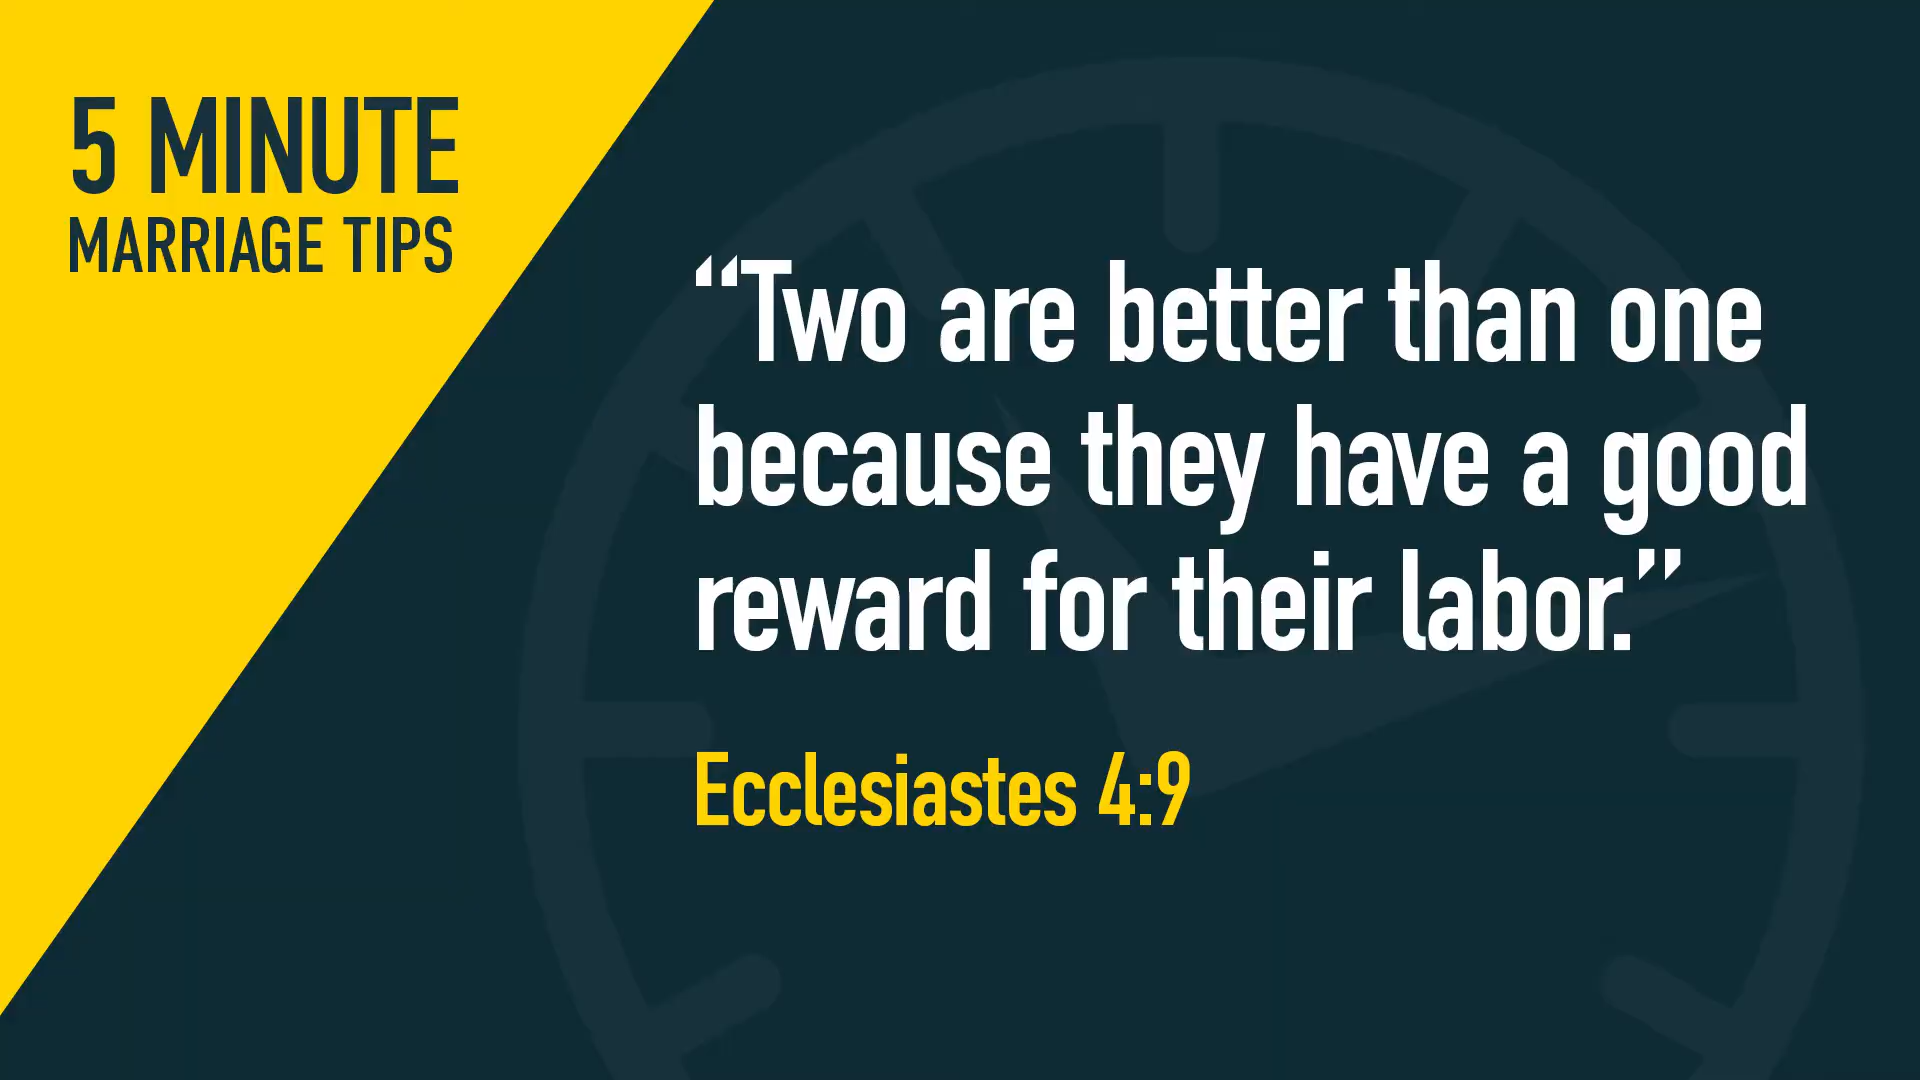 5 MINUTE
MARRIAGE TIPS
“Two are better than one
because they have a good
reward for their labor.”
Ecclesiastes 4:9